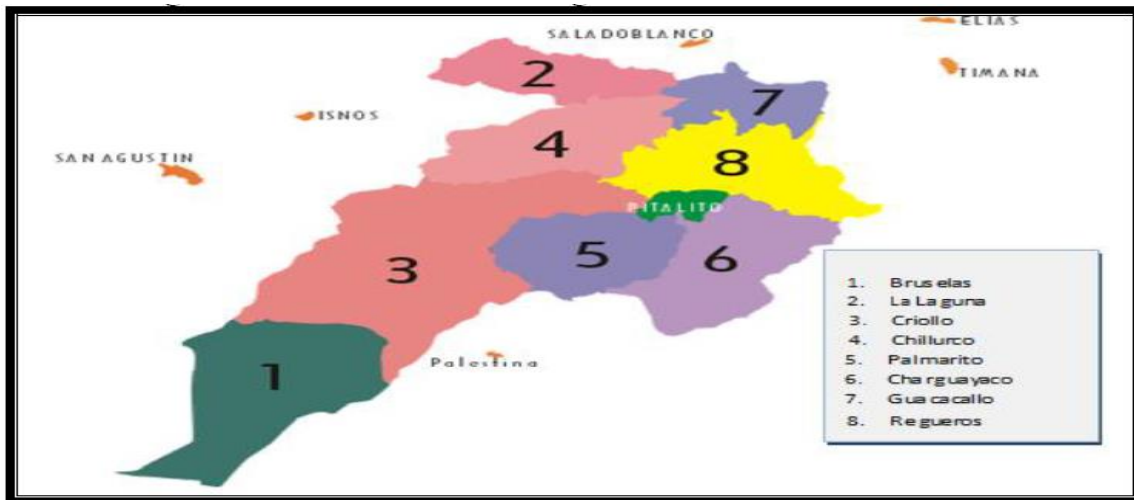 ELIAS
SALADOBLANCO
TIMANA
2
7
ISNOS
4
8
SAN AGUSTIN
PITALITO
5
6
3
Palestina
1
1. Bruselas
2. La Laguna
3. Criollo
4. Chillurco
5. Palmarito
6. Charguayaco
7. Guacacallo
8. Regueros